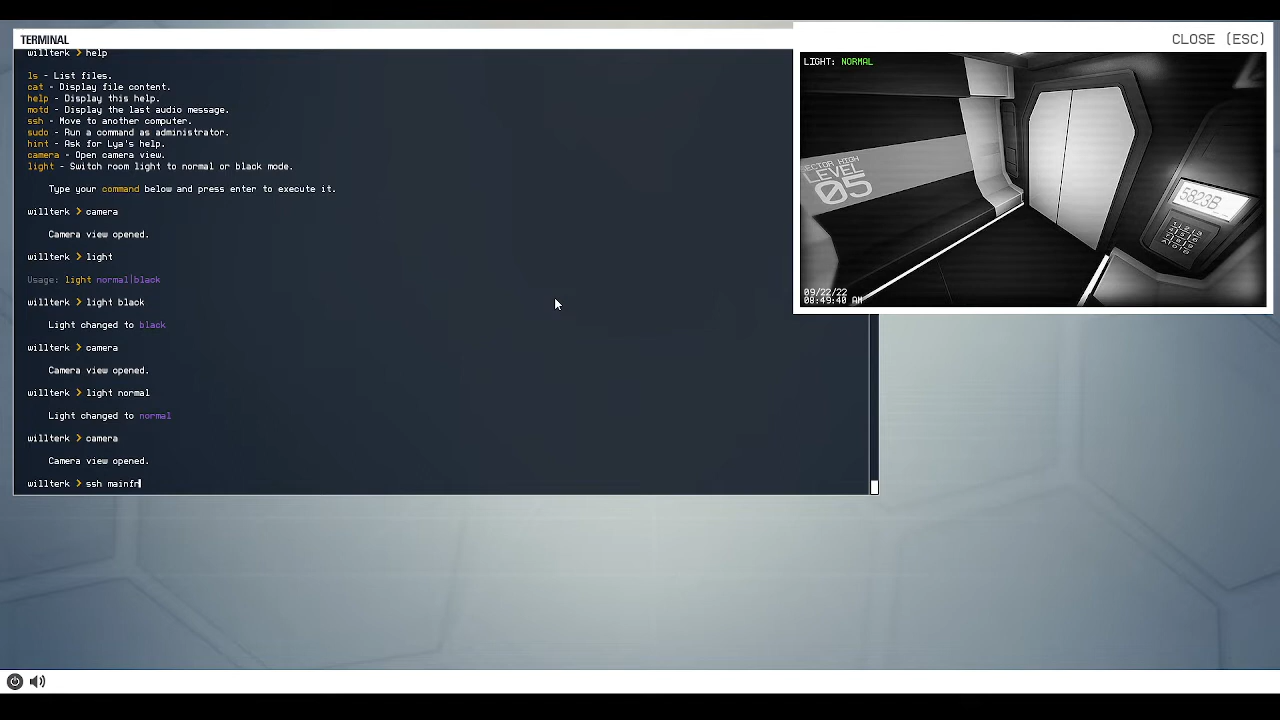 TERMINAL
CLOSE (ESC)
willterk > help
ls - List files.
cat - Display file content.
help - Display this help.
motd - Display the last audio message.
ssh - Move to another computer.
sudo - Run a command as administrator.
hint - Ask for Lya's help.
camera - Open camera view.
light - Switch room light to normal or black mode.
Type your command below and press enter to execute it.
willterk > camera
Camera view opened.
willterk > light
Usage: light normal|black
willterk > light black
Light changed to black
willterk > camera
Camera view opened.
willterk > light normal
Light changed to normal
willterk > camera
Camera view opened.
willterk > ssh mainfr
LIGHT: NORMAL
SECTOR HIGH
LEVEL
05
5823B
09/22/22
08:49:40 AM